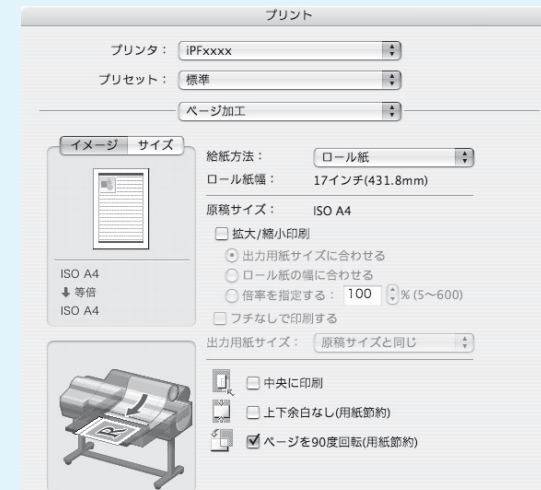 プリント
プリンタ： iPFxxxx
プリセット： 標準
ページ加工
イメージ サイズ
給紙方法： ロール紙
ロール紙幅： 17インチ(431.8mm)
原稿サイズ： ISO A4
拡大/縮小印刷
出力用紙サイズに合わせる
ロール紙の幅に合わせる
倍率を指定する： 100 % (5～600)
フチなしで印刷する
出力用紙サイズ： 原稿サイズと同じ
ISO A4
⬇ 等倍
ISO A4
中央に印刷
上下余白なし(用紙節約)
ページを90度回転(用紙節約)
R